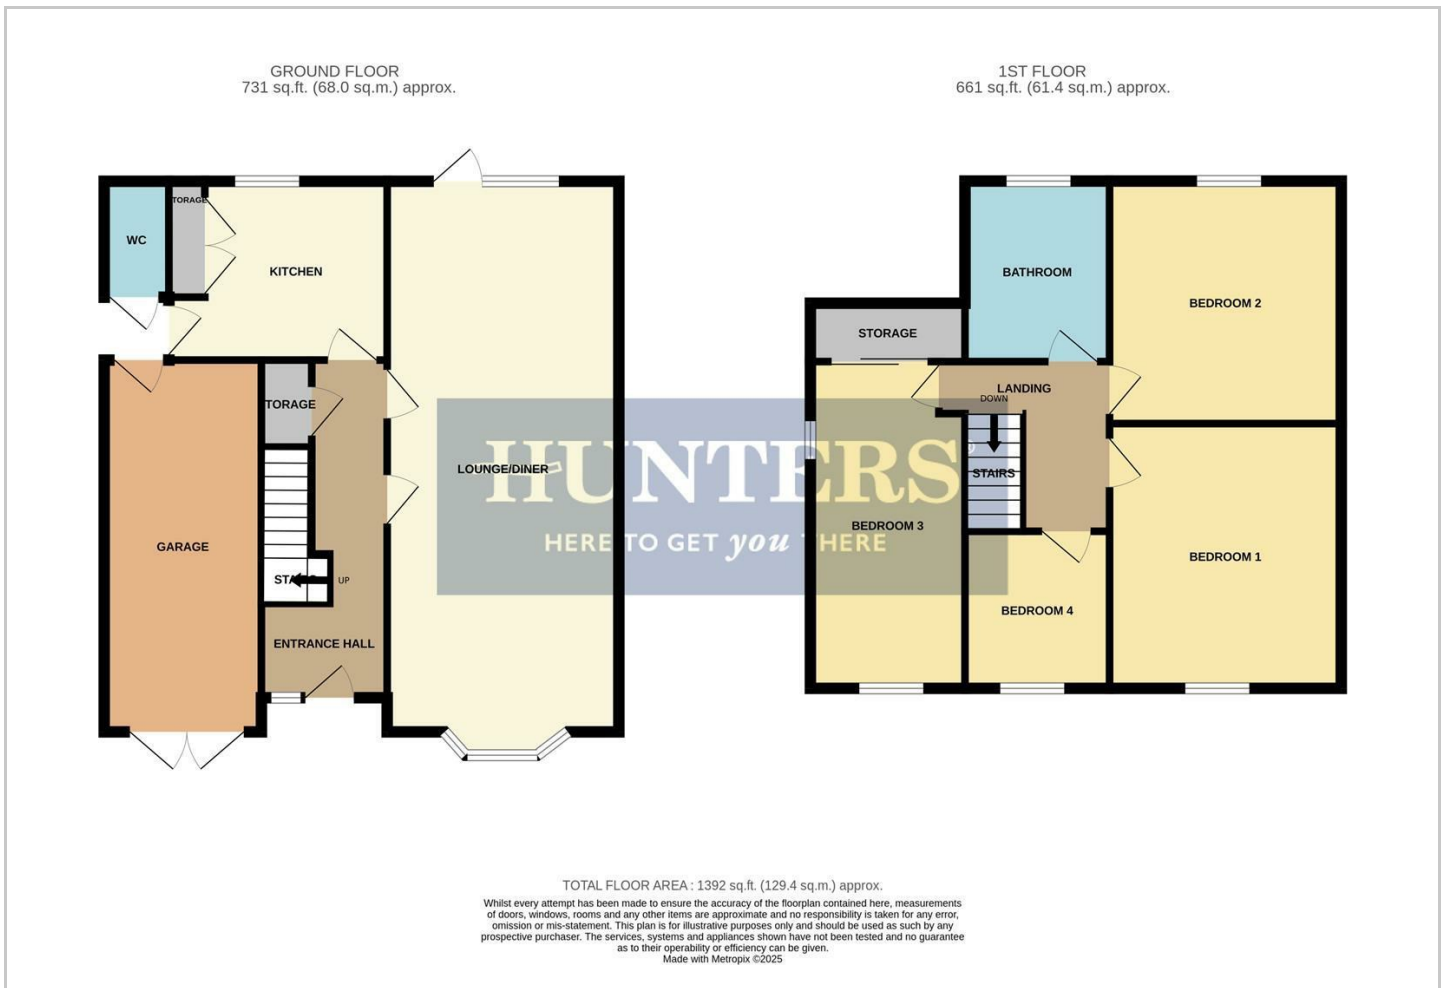 GROUND FLOOR
731 sq.ft. (68.0 sq.m.) approx.
1ST FLOOR
661 sq.ft. (61.4 sq.m.) approx.
TORAGE
WC
KITCHEN
TORAGE
LOUNGE/DINER
GARAGE
UP
ENTRANCE HALL
BATHROOM
BEDROOM 2
STORAGE
LANDING
DOWN
STAIRS
BEDROOM 3
BEDROOM 1
BEDROOM 4
HUNTERS®
HERE TO GET you THERE
TOTAL FLOOR AREA : 1392 sq.ft. (129.4 sq.m.) approx.
Whilst every attempt has been made to ensure the accuracy of the floorplan contained here, measurements
of doors, windows, rooms and any other items are approximate and no responsibility is taken for any error,
omission or mis-statement. This plan is for illustrative purposes only and should be used as such by any
prospective purchaser. The services, systems and appliances shown have not been tested and no guarantee
as to their operability or efficiency can be given.
Made with Metropix ©2025